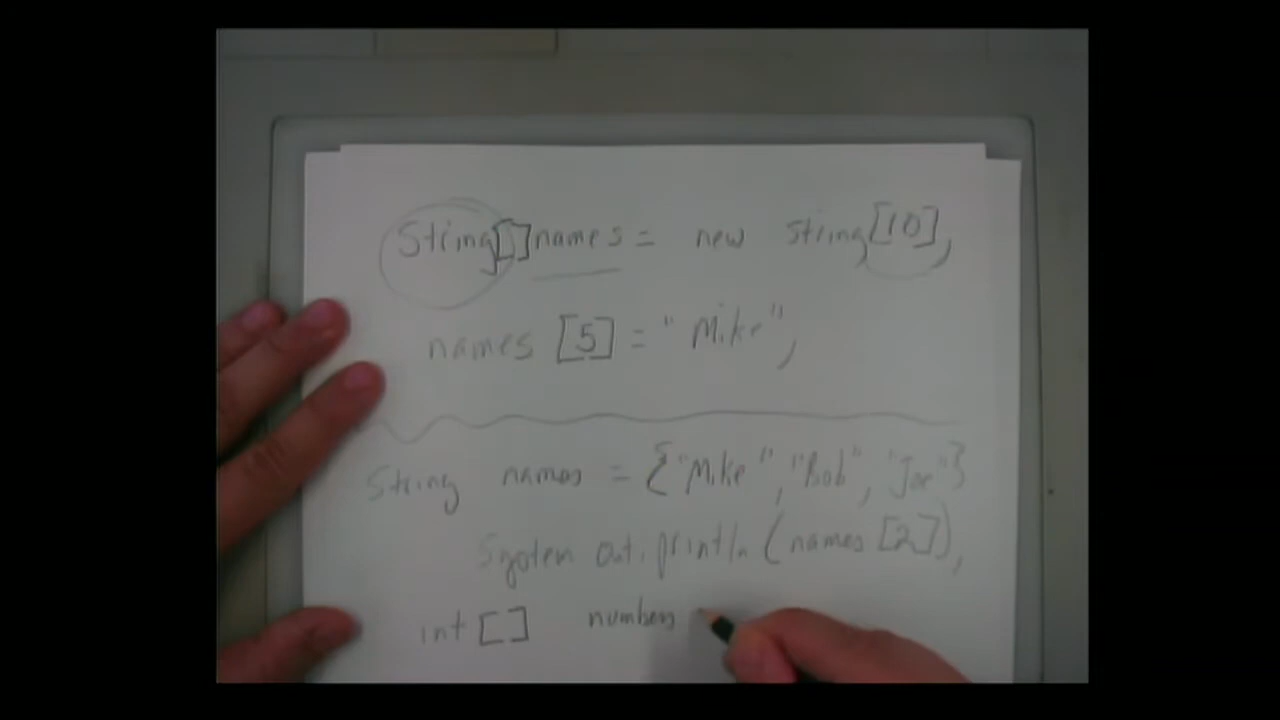 String[] names = new String[10];
names [5] = "Mike";
String names = {"Mike", "Bob", "Joe"}
System out.println (names [2]);
int [] numbers